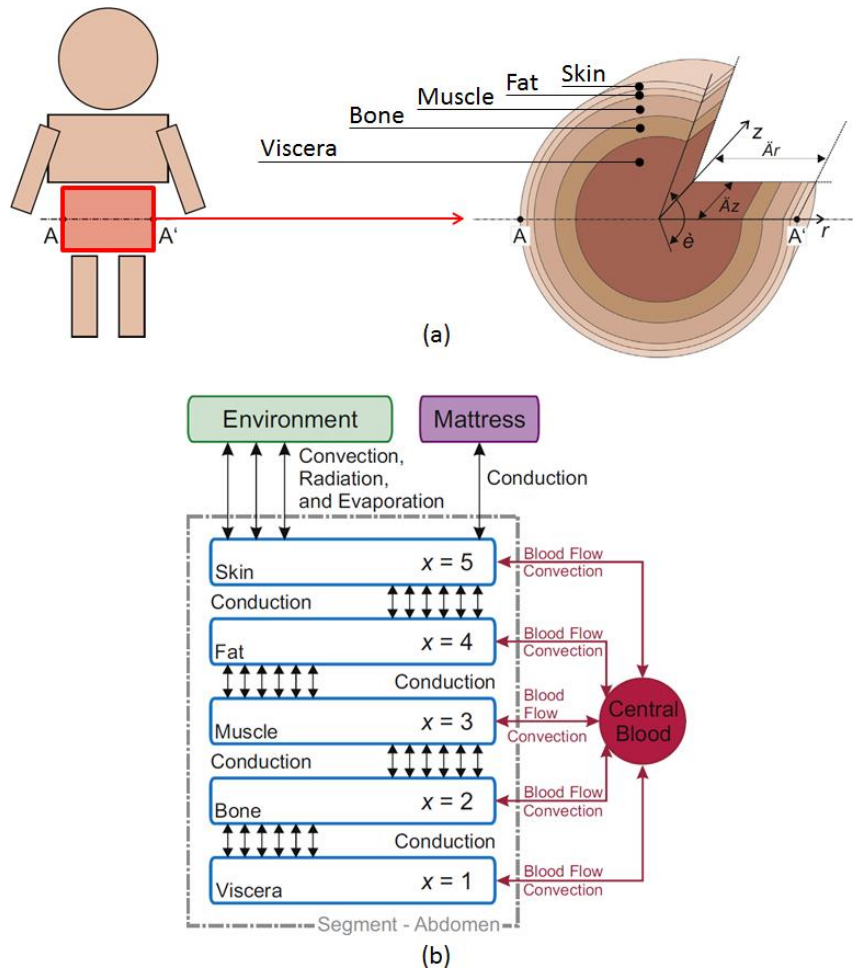 Skin
Fat
Muscle
Bone
Viscera
z
Är
Äz
A
A'
A
A'
r
è
(a)
Environment
Mattress
Convection,
Radiation,
and Evaporation
Conduction
Skin
x = 5
Blood Flow
Convection
Conduction
Fat
x = 4
Blood Flow
Convection
Conduction
Muscle
x = 3
Blood
Flow
Convection
Central
Blood
Conduction
Bone
x = 2
Blood Flow
Convection
Conduction
Viscera
x = 1
Blood Flow
Convection
Segment - Abdomen
(b)